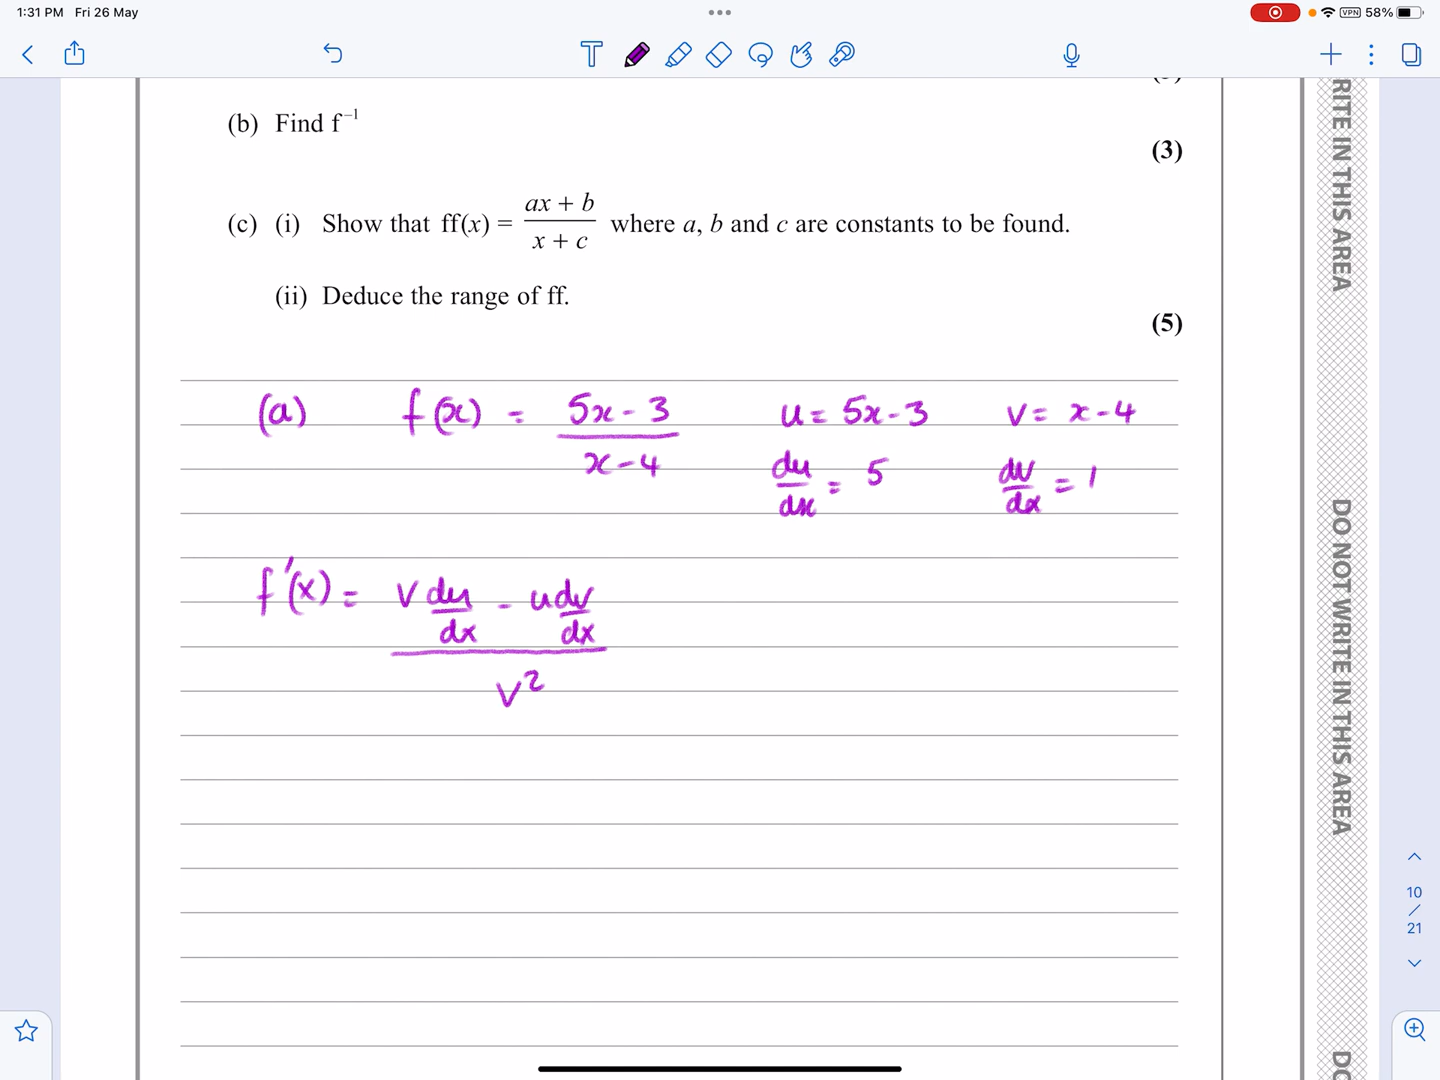 1:31 PM Fri 26 May
VPN 58%
T
(b) Find f⁻¹
(3)
(c) (i) Show that ff(x) = (ax + b)/(x + c) where a, b and c are constants to be found.
(ii) Deduce the range of ff.
(5)
(a) f(x) = (5x - 3)/(x - 4) u = 5x - 3 v = x - 4
du/dx = 5 dv/dx = 1
f'(x) = (v du/dx - u dv/dx)/v²
RITE IN THIS AREA
DO NOT WRITE IN THIS AREA
DO
10
/
21